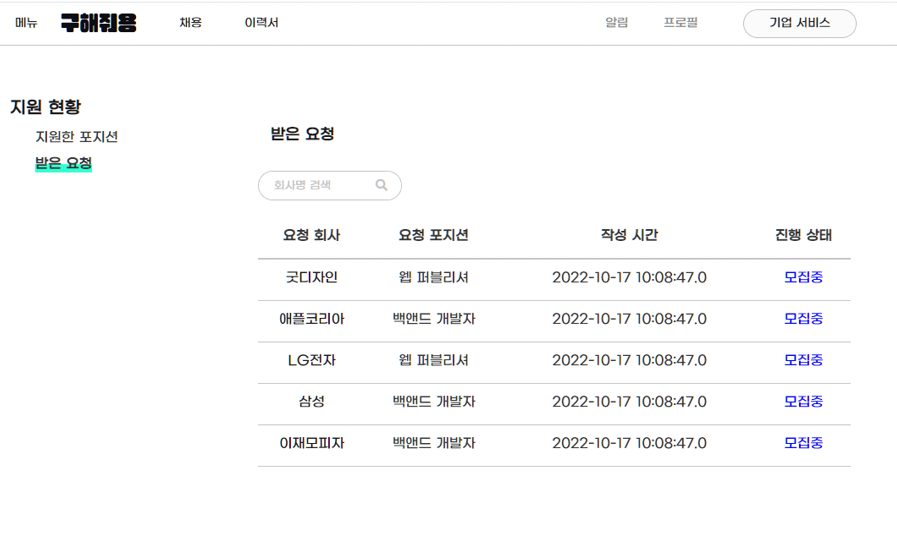 메뉴 구해줘용 채용 이력서 알림 프로필 기업 서비스
지원 현황
지원한 포지션
받은 요청
받은 요청
회사명 검색
요청 회사 요청 포지션 작성 시간 진행 상태
굿디자인 웹 퍼블리셔 2022-10-17 10:08:47.0 모집중
애플코리아 백앤드 개발자 2022-10-17 10:08:47.0 모집중
LG전자 웹 퍼블리셔 2022-10-17 10:08:47.0 모집중
삼성 백앤드 개발자 2022-10-17 10:08:47.0 모집중
이재모피자 백앤드 개발자 2022-10-17 10:08:47.0 모집중